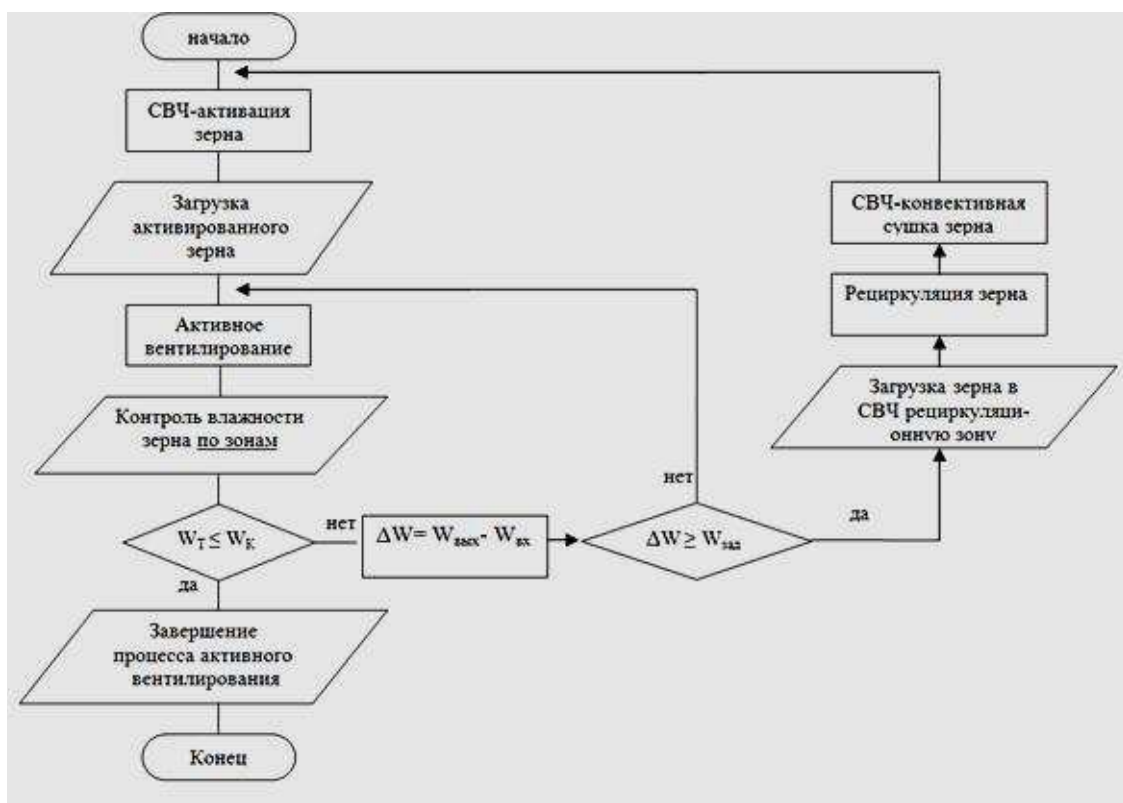 начало
СВЧ-активация
зерна
Загрузка
активированного
зерна
Активное
вентилирование
Контроль влажности
зерна по зонам
W_T ≤ W_K
нет
да
ΔW= W_вых- W_вх
ΔW ≥ W_зад
нет
да
Загрузка зерна в
СВЧ рециркуляци-
онную зону
Рециркуляция зерна
СВЧ-конвективная
сушка зерна
Завершение
процесса активного
вентилирования
Конец